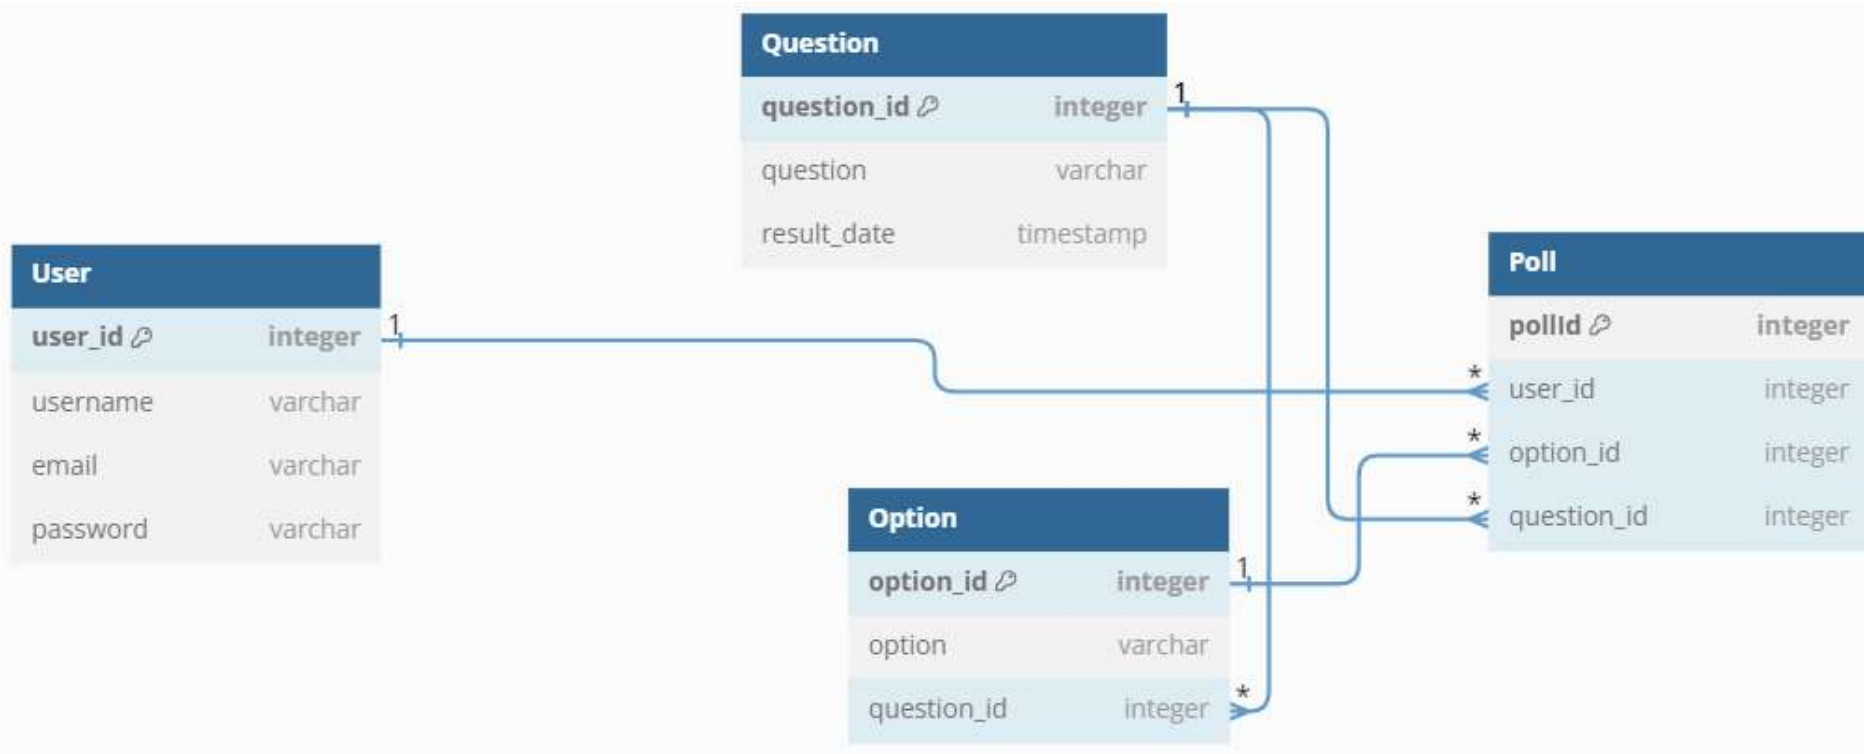 Question
question_id integer
question varchar
result_date timestamp
1
User
user_id integer
username varchar
email varchar
password varchar
1
Option
option_id integer
option varchar
question_id integer
1
*
Poll
pollId integer
user_id integer
option_id integer
question_id integer
*
*
*